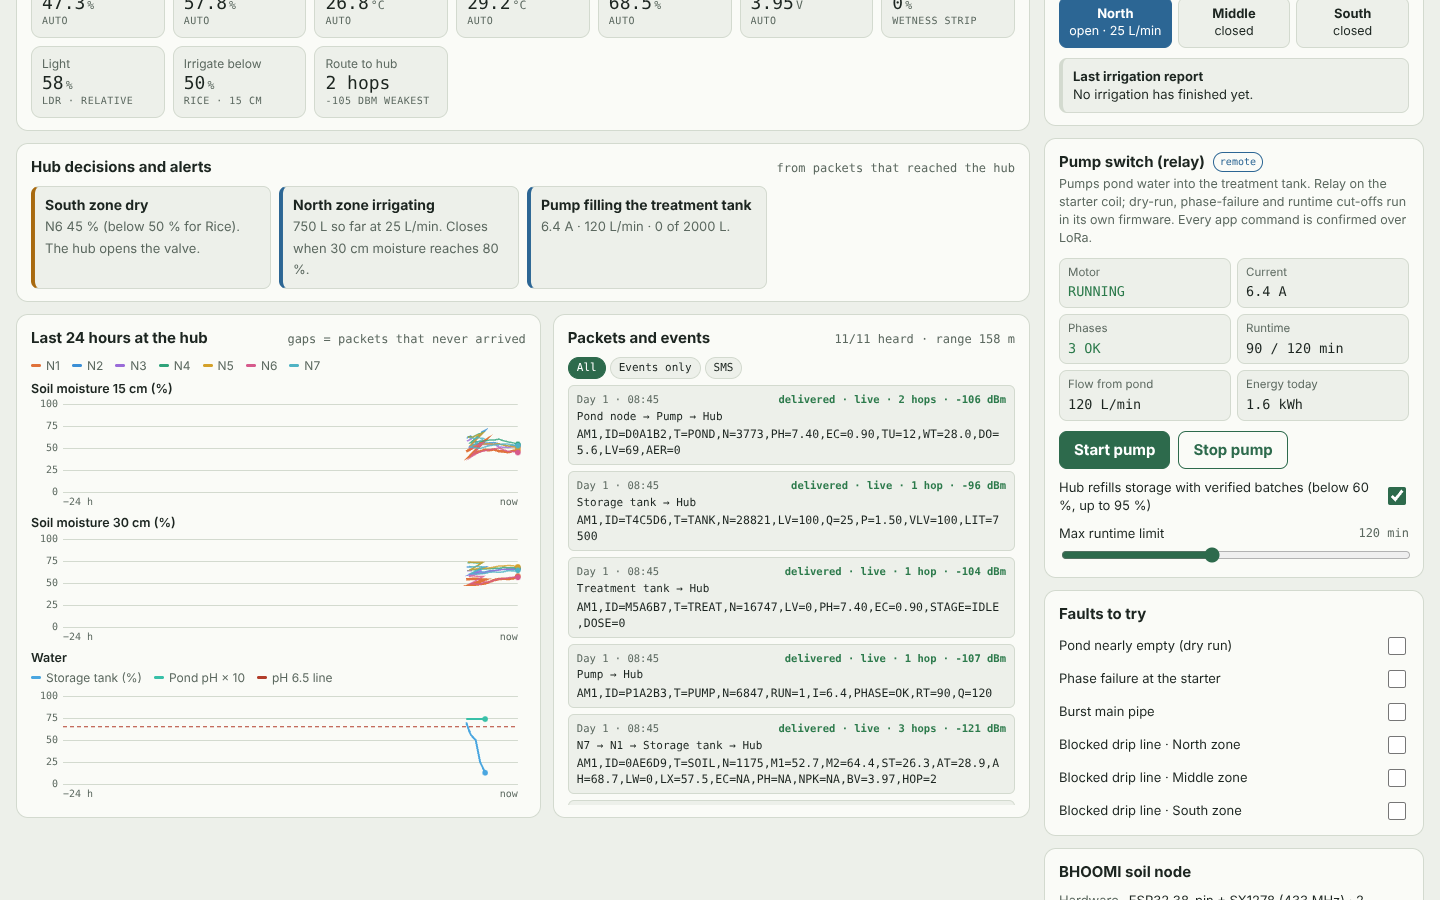 47.3%
AUTO
57.8%
AUTO
26.8°C
AUTO
29.2°C
AUTO
68.5%
AUTO
3.95V
AUTO
0%
WETNESS STRIP
Light
58%
LDR · RELATIVE
Irrigate below
50%
RICE · 15 CM
Route to hub
2 hops
-105 DBM WEAKEST
Hub decisions and alerts
from packets that reached the hub
South zone dry
N6 45 % (below 50 % for Rice).
The hub opens the valve.
North zone irrigating
750 L so far at 25 L/min. Closes
when 30 cm moisture reaches 80
%.
Pump filling the treatment tank
6.4 A · 120 L/min · 0 of 2000 L.
Last 24 hours at the hub
gaps = packets that never arrived
N1 N2 N3 N4 N5 N6 N7
Soil moisture 15 cm (%)
100
75
50
25
0
−24 h
now
Soil moisture 30 cm (%)
100
75
50
25
0
−24 h
now
Water
Storage tank (%) Pond pH × 10 pH 6.5 line
100
75
50
25
0
−24 h
now
Packets and events
11/11 heard · range 158 m
All
Events only
SMS
Day 1 · 08:45
delivered · live · 2 hops · -106 dBm
Pond node → Pump → Hub
AM1,ID=D0A1B2,T=POND,N=3773,PH=7.40,EC=0.90,TU=12,WT=28.0,DO=
5.6,LV=69,AER=0
Day 1 · 08:45
delivered · live · 1 hop · -96 dBm
Storage tank → Hub
AM1,ID=T4C5D6,T=TANK,N=28821,LV=100,Q=25,P=1.50,VLV=100,LIT=7
500
Day 1 · 08:45
delivered · live · 1 hop · -104 dBm
Treatment tank → Hub
AM1,ID=M5A6B7,T=TREAT,N=16747,LV=0,PH=7.40,EC=0.90,STAGE=IDLE
,DOSE=0
Day 1 · 08:45
delivered · live · 1 hop · -107 dBm
Pump → Hub
AM1,ID=P1A2B3,T=PUMP,N=6847,RUN=1,I=6.4,PHASE=OK,RT=90,Q=120
Day 1 · 08:45
delivered · live · 3 hops · -121 dBm
N7 → N1 → Storage tank → Hub
AM1,ID=0AE6D9,T=SOIL,N=1171,M1=52.7,M2=64.4,ST=26.3,AT=28.9,A
H=68.7,LW=0,LX=57.5,EC=NA,PH=NA,NPK=NA,BV=3.97,HOP=2
North
open · 25 L/min
Middle
closed
South
closed
Last irrigation report
No irrigation has finished yet.
Pump switch (relay)
remote
Pumps pond water into the treatment tank. Relay on the
starter coil; dry-run, phase-failure and runtime cut-offs run
in its own firmware. Every app command is confirmed over
LoRa.
Motor
RUNNING
Current
6.4 A
Phases
3 OK
Runtime
90 / 120 min
Flow from pond
120 L/min
Energy today
1.6 kWh
Start pump
Stop pump
Hub refills storage with verified batches (below 60
%, up to 95 %)
Max runtime limit
120 min
Faults to try
Pond nearly empty (dry run)
Phase failure at the starter
Burst main pipe
Blocked drip line · North zone
Blocked drip line · Middle zone
Blocked drip line · South zone
BHOOMI soil node
Hardware ESP32 38-pin + SX1278 (433 MHz) · 2